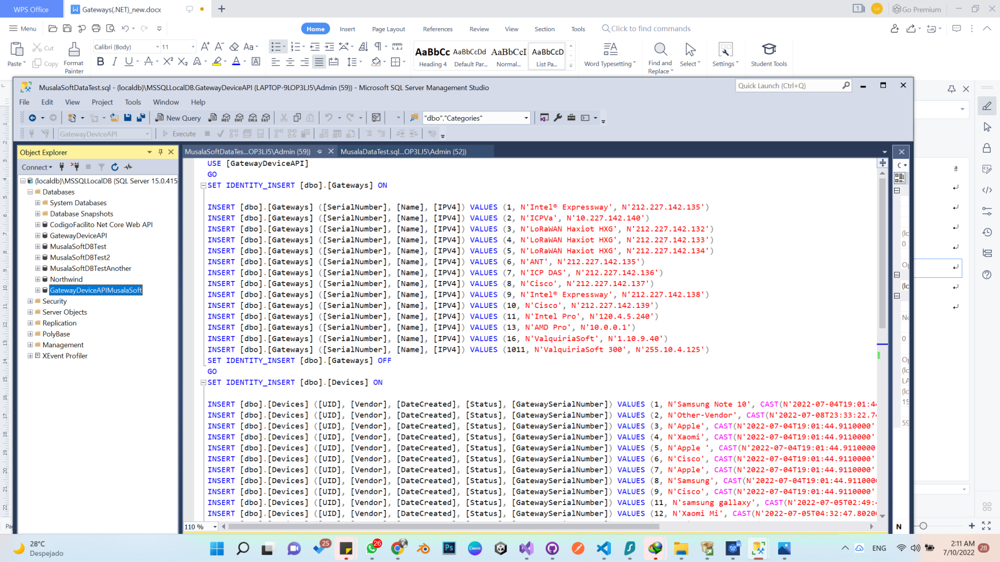 WPS Office
Gateways(.NET)_new.docx
Go Premium
Menu
Home Insert Page Layout References Review View Section Tools Click to find commands
Paste
Cut
Copy
Format Painter
Calibri (Body) 11
AaBbCc AaBbCcDd AaBbCcI AaBbCcD
Heading 4 Default Par... Normal... List Pa...
Word Typesetting
Find and Replace
Select
Settings
Student Tools
MusalaSoftDataTest.sql - (localdb)\MSSQLLocalDB.GatewayDeviceAPI (LAPTOP-9LOP3LJ5\Admin (59)) - Microsoft SQL Server Management Studio
Quick Launch (Ctrl+Q)
File Edit View Project Tools Window Help
New Query
"dbo"."Categories"
GatewayDeviceAPI
Execute
Object Explorer
Connect
(localdb)\MSSQLLocalDB (SQL Server 15.0.415
Databases
System Databases
Database Snapshots
CodigoFacilito Net Core Web API
GatewayDeviceAPI
MusalaSoftDBTest
MusalaSoftDBTest2
MusalaSoftDBTestAnother
Northwind
GatewayDeviceAPIMusalaSoft
Security
Server Objects
Replication
PolyBase
Management
XEvent Profiler
MusalaSoftDataTes...OP3LJ5\Admin (59))
MusalaDataTest.sql...OP3LJ5\Admin (52))
USE [GatewayDeviceAPI]
GO
SET IDENTITY_INSERT [dbo].[Gateways] ON
INSERT [dbo].[Gateways] ([SerialNumber], [Name], [IPV4]) VALUES (1, N'Intel® Expressway', N'212.227.142.135')
INSERT [dbo].[Gateways] ([SerialNumber], [Name], [IPV4]) VALUES (2, N'ICPVa', N'10.227.142.140')
INSERT [dbo].[Gateways] ([SerialNumber], [Name], [IPV4]) VALUES (3, N'LoRaWAN Haxiot HXG', N'212.227.142.132')
INSERT [dbo].[Gateways] ([SerialNumber], [Name], [IPV4]) VALUES (4, N'LoRaWAN Haxiot HXG', N'212.227.142.133')
INSERT [dbo].[Gateways] ([SerialNumber], [Name], [IPV4]) VALUES (5, N'LoRaWAN Haxiot HXG', N'212.227.142.134')
INSERT [dbo].[Gateways] ([SerialNumber], [Name], [IPV4]) VALUES (6, N'ANT', N'212.227.142.135')
INSERT [dbo].[Gateways] ([SerialNumber], [Name], [IPV4]) VALUES (7, N'ICP DAS', N'212.227.142.136')
INSERT [dbo].[Gateways] ([SerialNumber], [Name], [IPV4]) VALUES (8, N'Cisco', N'212.227.142.137')
INSERT [dbo].[Gateways] ([SerialNumber], [Name], [IPV4]) VALUES (9, N'Intel® Expressway', N'212.227.142.138')
INSERT [dbo].[Gateways] ([SerialNumber], [Name], [IPV4]) VALUES (10, N'Cisco', N'212.227.142.139')
INSERT [dbo].[Gateways] ([SerialNumber], [Name], [IPV4]) VALUES (11, N'Intel Pro', N'120.4.5.240')
INSERT [dbo].[Gateways] ([SerialNumber], [Name], [IPV4]) VALUES (13, N'AMD Pro', N'10.0.0.1')
INSERT [dbo].[Gateways] ([SerialNumber], [Name], [IPV4]) VALUES (16, N'ValquiriaSoft', N'1.10.9.40')
INSERT [dbo].[Gateways] ([SerialNumber], [Name], [IPV4]) VALUES (1011, N'ValquiriaSoft 300', N'255.10.4.125')
SET IDENTITY_INSERT [dbo].[Gateways] OFF
GO
SET IDENTITY_INSERT [dbo].[Devices] ON
INSERT [dbo].[Devices] ([UID], [Vendor], [DateCreated], [Status], [GatewaySerialNumber]) VALUES (1, N'Samsung Note 10', CAST(N'2022-07-04T19:01:44
INSERT [dbo].[Devices] ([UID], [Vendor], [DateCreated], [Status], [GatewaySerialNumber]) VALUES (2, N'Other-Vendor', CAST(N'2022-07-08T23:33:22.74
INSERT [dbo].[Devices] ([UID], [Vendor], [DateCreated], [Status], [GatewaySerialNumber]) VALUES (3, N'Apple', CAST(N'2022-07-04T19:01:44.9110000'
INSERT [dbo].[Devices] ([UID], [Vendor], [DateCreated], [Status], [GatewaySerialNumber]) VALUES (4, N'Xaomi', CAST(N'2022-07-04T19:01:44.9110000'
INSERT [dbo].[Devices] ([UID], [Vendor], [DateCreated], [Status], [GatewaySerialNumber]) VALUES (5, N'Apple ', CAST(N'2022-07-04T19:01:44.9110000
INSERT [dbo].[Devices] ([UID], [Vendor], [DateCreated], [Status], [GatewaySerialNumber]) VALUES (6, N'Cisco', CAST(N'2022-07-04T19:01:44.9110000'
INSERT [dbo].[Devices] ([UID], [Vendor], [DateCreated], [Status], [GatewaySerialNumber]) VALUES (7, N'Apple', CAST(N'2022-07-04T19:01:44.9110000'
INSERT [dbo].[Devices] ([UID], [Vendor], [DateCreated], [Status], [GatewaySerialNumber]) VALUES (8, N'Samsung', CAST(N'2022-07-04T19:01:44.911000
INSERT [dbo].[Devices] ([UID], [Vendor], [DateCreated], [Status], [GatewaySerialNumber]) VALUES (9, N'Cisco', CAST(N'2022-07-04T19:01:44.9110000'
INSERT [dbo].[Devices] ([UID], [Vendor], [DateCreated], [Status], [GatewaySerialNumber]) VALUES (11, N'samsung gallaxy', CAST(N'2022-07-05T02:49:4
INSERT [dbo].[Devices] ([UID], [Vendor], [DateCreated], [Status], [GatewaySerialNumber]) VALUES (12, N'Xaomi Mi', CAST(N'2022-07-05T04:32:47.8020
110 %
28°C
Despejado
25
26
ENG
2:11 AM
7/10/2022
28